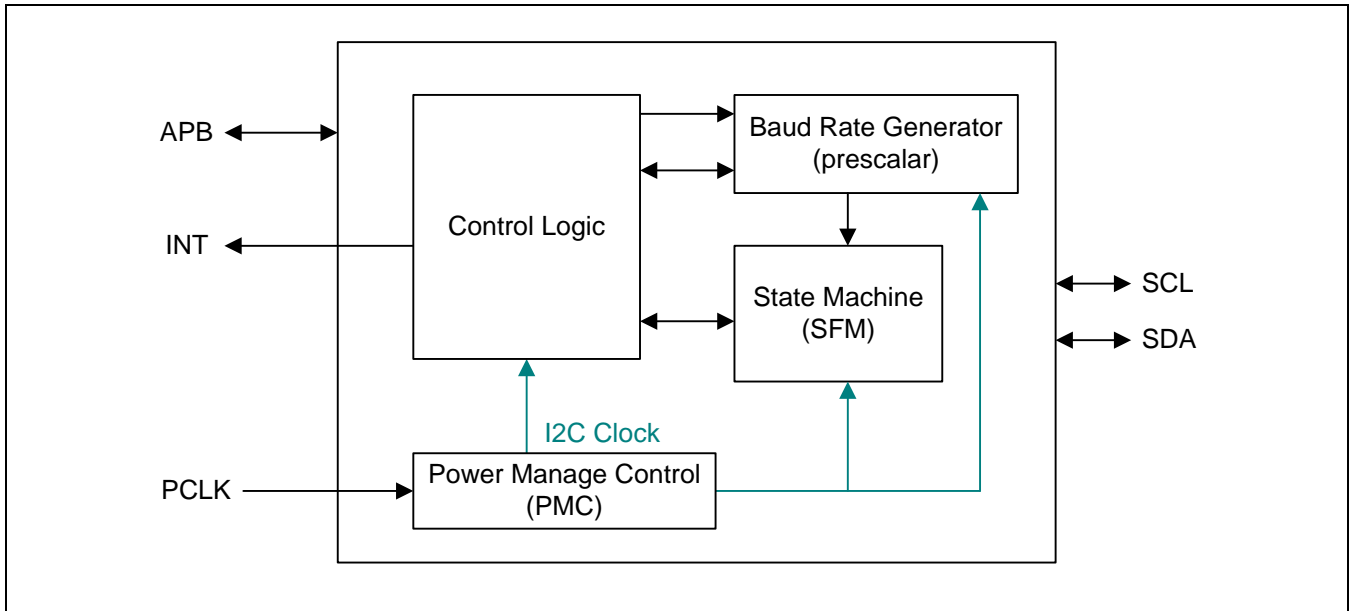 APB
INT
PCLK
Control Logic
Baud Rate Generator
(prescalar)
State Machine
(SFM)
I2C Clock
Power Manage Control
(PMC)
SCL
SDA